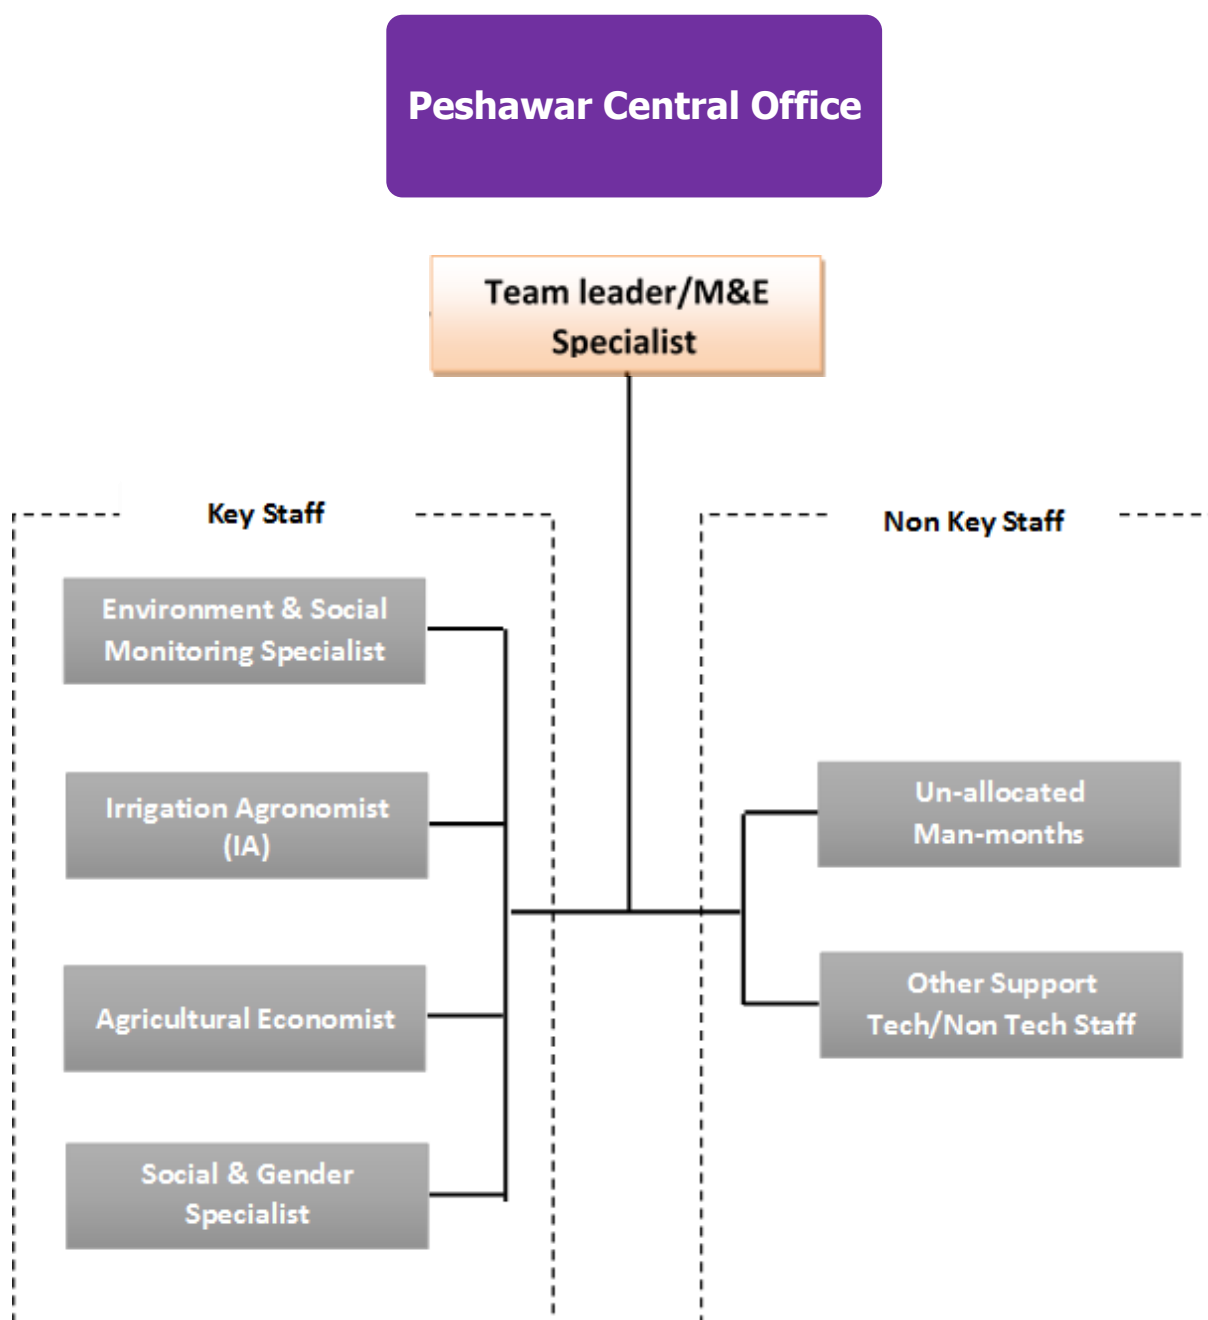 Peshawar Central Office
Team leader/M&E
Specialist
Key Staff
Environment & Social
Monitoring Specialist
Irrigation Agronomist
(IA)
Agricultural Economist
Social & Gender
Specialist
Non Key Staff
Un-allocated
Man-months
Other Support
Tech/Non Tech Staff